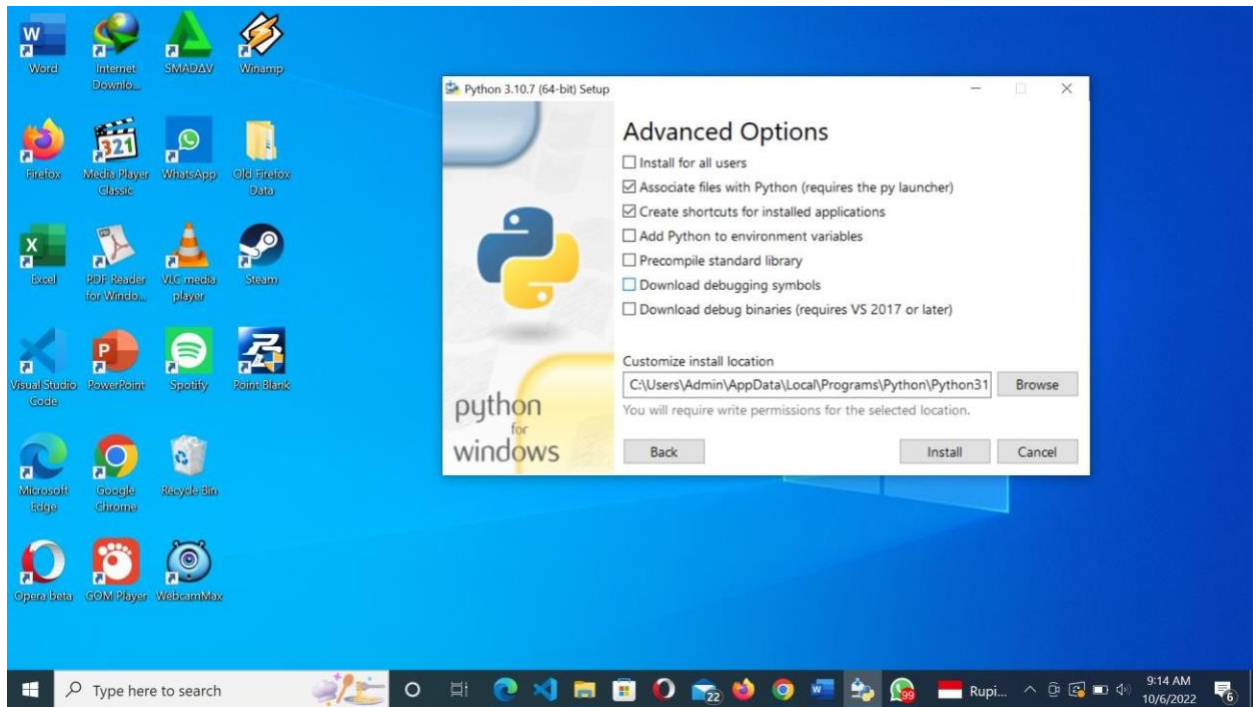 Word
Internet
Downlo...
SMADAV
Winamp
Firefox
Media Player
Classic
WhatsApp
Old Firefox
Data
Excel
PDF Reader
for Windo...
VLC media
player
Steam
Visual Studio
Code
PowerPoint
Spotify
Point Blank
Microsoft
Edge
Google
Chrome
Recycle Bin
Opera beta
GOM Player
WebcamMax
Python 3.10.7 (64-bit) Setup
Advanced Options
Install for all users
Associate files with Python (requires the py launcher)
Create shortcuts for installed applications
Add Python to environment variables
Precompile standard library
Download debugging symbols
Download debug binaries (requires VS 2017 or later)
Customize install location
C:\Users\Admin\AppData\Local\Programs\Python\Python31
Browse
You will require write permissions for the selected location.
python
for
windows
Back
Install
Cancel
Type here to search
22
99
Rupi...
9:14 AM
10/6/2022
6
W
321
X
PDF
P